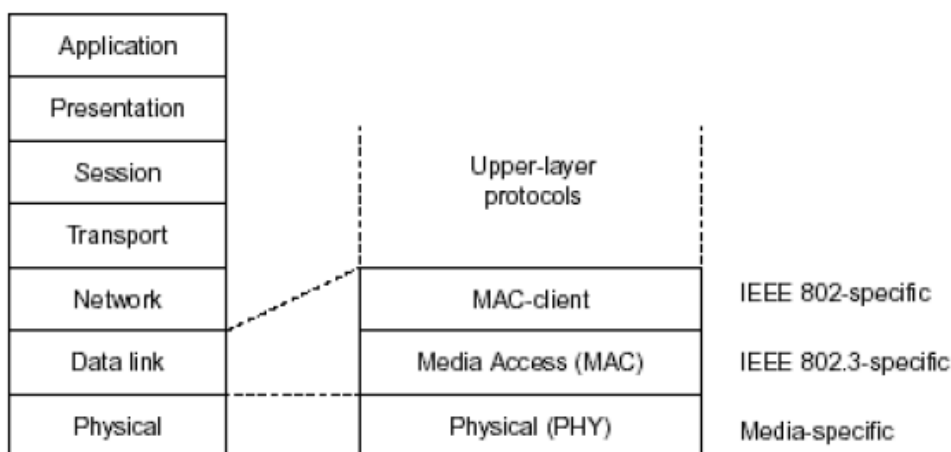 Application
Presentation
Session
Transport
Network
Data link
Physical
Upper-layer
protocols
MAC-client
Media Access (MAC)
Physical (PHY)
IEEE 802-specific
IEEE 802.3-specific
Media-specific